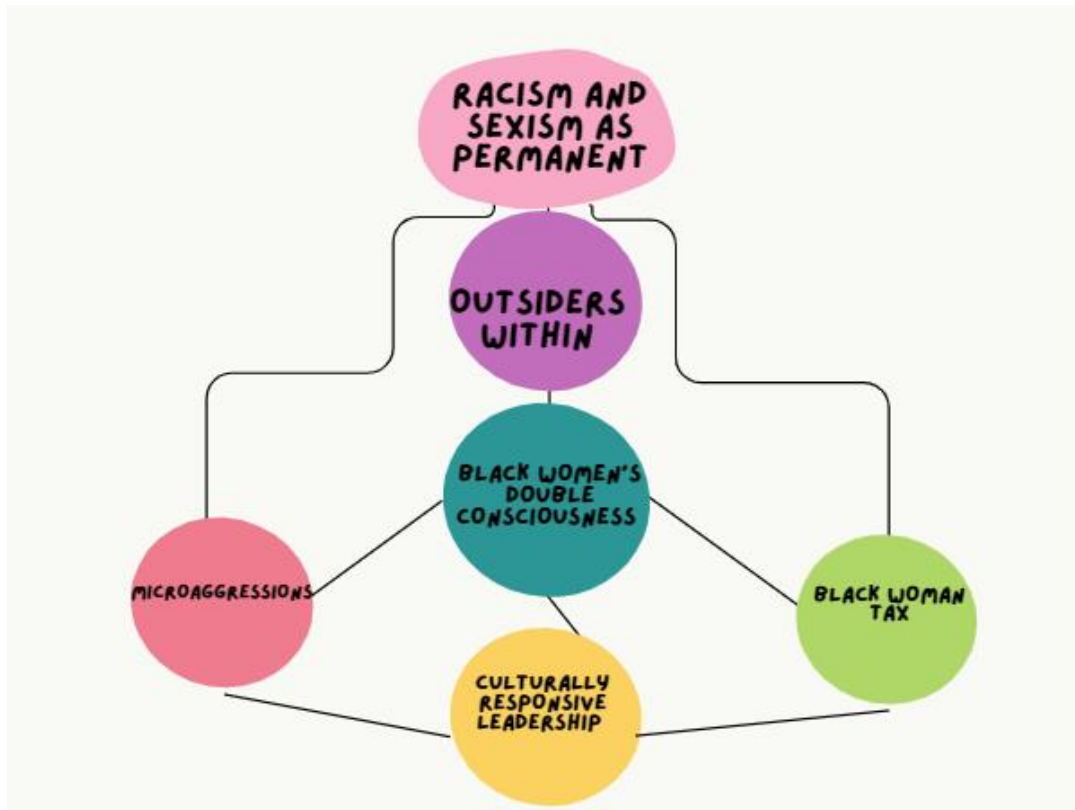 RACISM AND
SEXISM AS
PERMANENT
OUTSIDERS
WITHIN
BLACK WOMEN'S
DOUBLE
CONSCIOUSNESS
MICROAGGRESSIONS
BLACK WOMAN
TAX
CULTURALLY
RESPONSIVE
LEADERSHIP